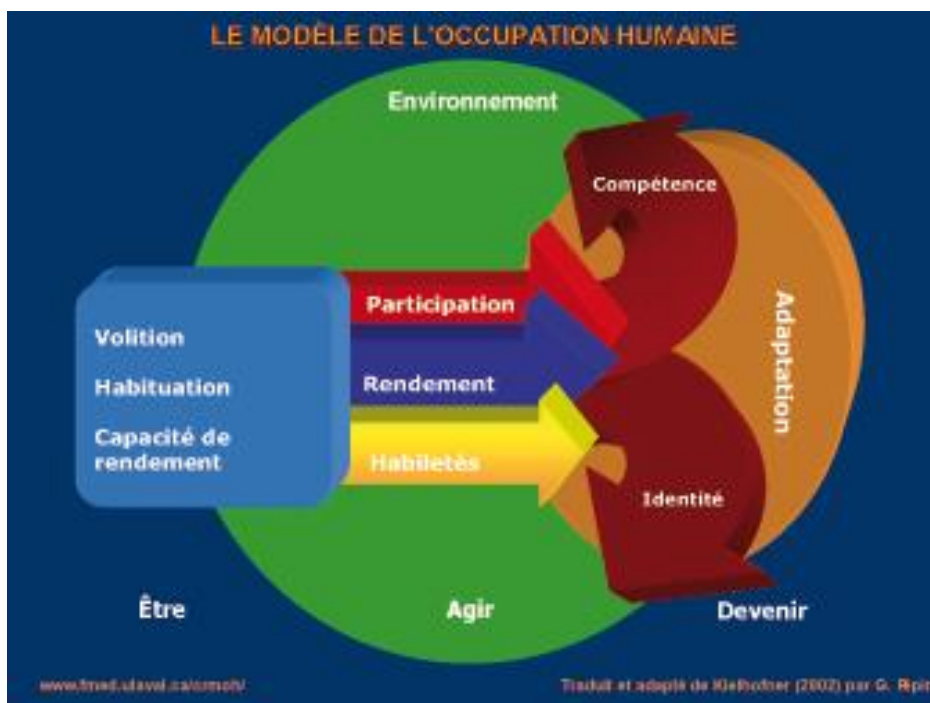 LE MODÈLE DE L'OCCUPATION HUMAINE
Environnement
Compétence
Participation
Volition
Adaptation
Rendement
Habituation
Capacité de
rendement
Habiletés
Identité
Être
Agir
Devenir
www.fmed.ulaval.ca/crmoh/
Traduit et adapté de Kielhofner (2002) par G.